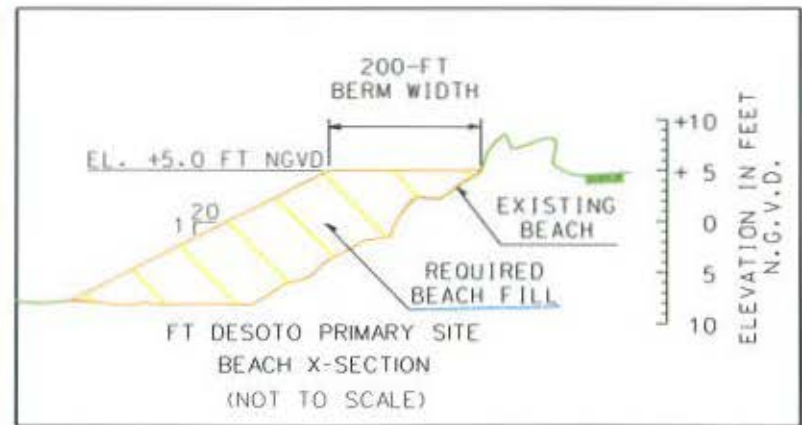 200-FT
BERM WIDTH
EL. +5.0 FT NGVD
20
1
EXISTING
BEACH
REQUIRED
BEACH FILL
FT DESOTO PRIMARY SITE
BEACH X-SECTION
(NOT TO SCALE)
+10
+ 5
0
5
10
ELEVATION IN FEET
N.G.V.D.